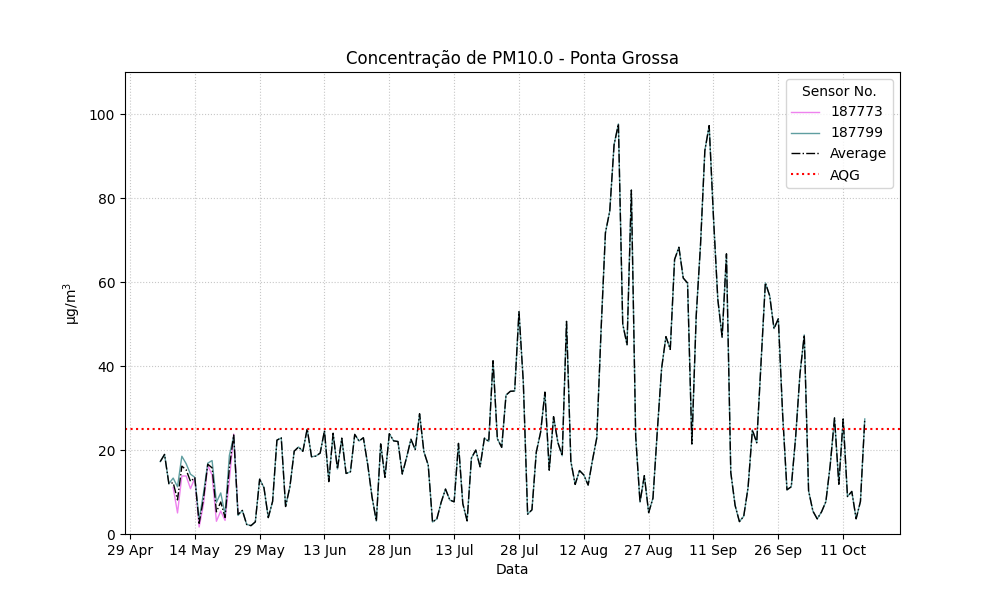 Concentração de PM10.0 - Ponta Grossa
Sensor No.
187773
187799
Average
AQG
100
80
60
40
20
0
µg/m³
29 Apr
14 May
29 May
13 Jun
28 Jun
13 Jul
28 Jul
12 Aug
27 Aug
11 Sep
26 Sep
11 Oct
Data